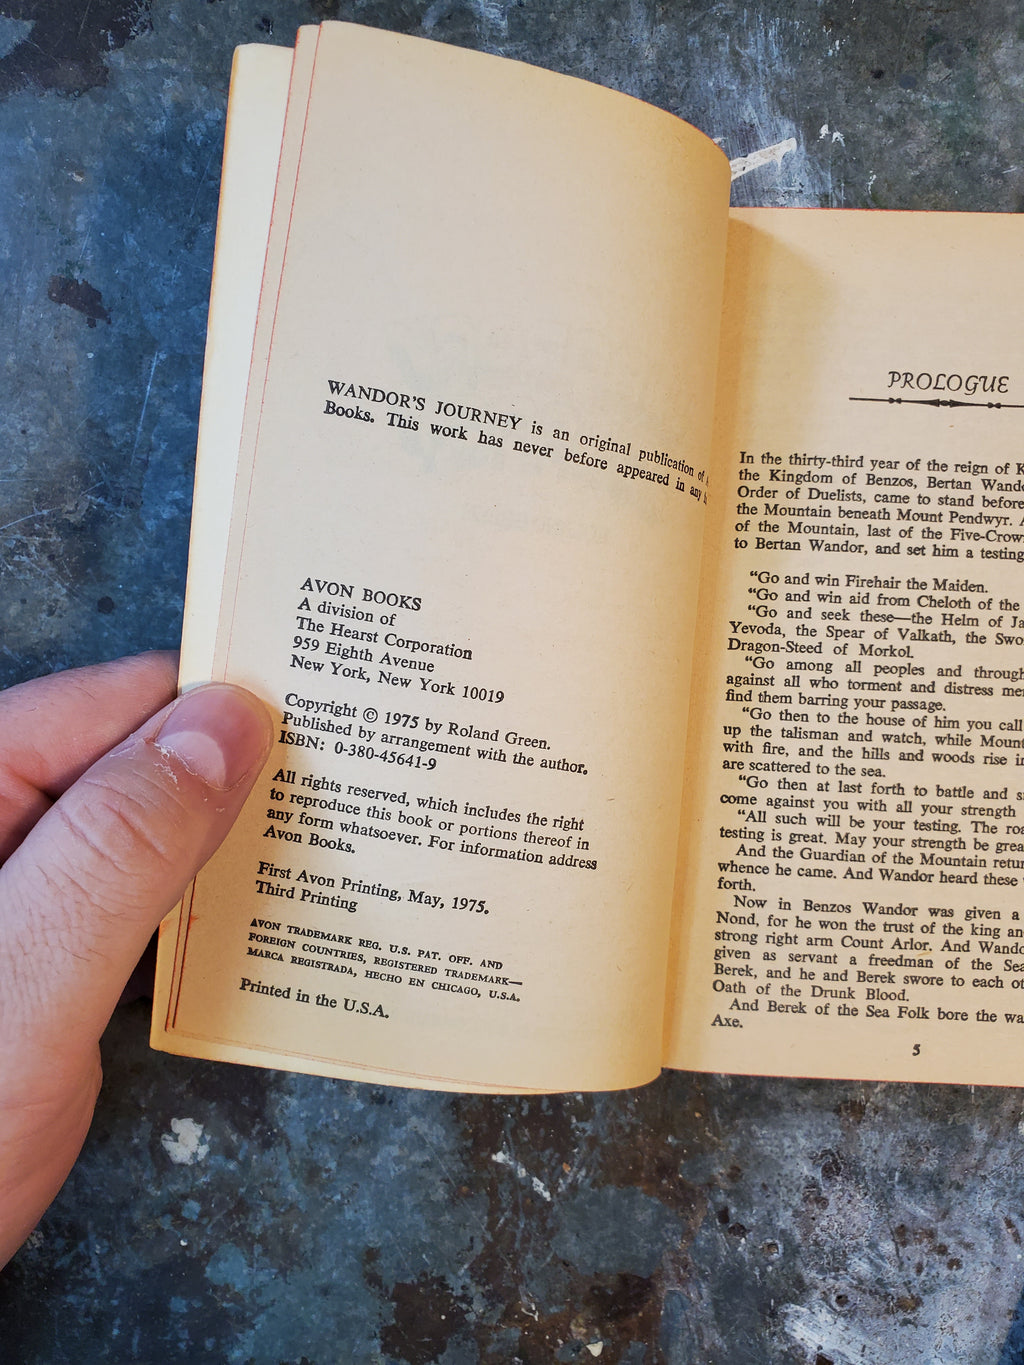 WANDOR'S JOURNEY is an original publication of
Books. This work has never before appeared in any
AVON BOOKS
A division of
The Hearst Corporation
959 Eighth Avenue
New York, New York 10019
Copyright © 1975 by Roland Green.
Published by arrangement with the author.
ISBN: 0-380-45641-9
All rights reserved, which includes the right
to reproduce this book or portions thereof in
any form whatsoever. For information address
Avon Books.
First Avon Printing, May, 1975.
Third Printing
AVON TRADEMARK REG. U.S. PAT. OFF. AND
FOREIGN COUNTRIES, REGISTERED TRADEMARK—
MARCA REGISTRADA, HECHO EN CHICAGO, U.S.A.
Printed in the U.S.A.
PROLOGUE
In the thirty-third year of the reign of
the Kingdom of Benzos, Bertan
Order of Duelists, came to stand before
the Mountain beneath Mount Pendwyr.
of the Mountain, last of the
to Bertan Wandor, and set him a testing
"Go and win Firehair the Maiden.
"Go and win aid from Cheloth of the
"Go and seek these—the Helm of
Yevoda, the Spear of Valkath, the
Dragon-Steed of Morkol.
"Go among all peoples and
against all who torment and distress
find them barring your passage.
"Go then to the house of him you call
up the talisman and watch, while
with fire, and the hills and woods rise
are scattered to the sea.
"Go then at last forth to battle and
come against you with all your strength
"All such will be your testing. The
testing is great. May your strength be
And the Guardian of the Mountain
whence he came. And Wandor heard these
forth.
Now in Benzos Wandor was given a
Nond, for he won the trust of the king
strong right arm Count Arlor. And
given as servant a freedman of the
Berek, and he and Berek swore to each
Oath of the Drunk Blood.
And Berek of the Sea Folk bore the
Axe.
5